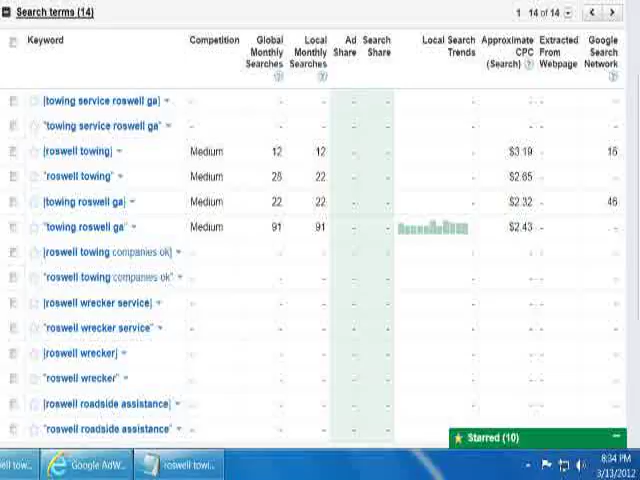 Search terms (14) 1 - 14 of 14
Keyword Competition Global Monthly Searches Local Monthly Searches Ad Share Search Share Local Search Trends Approximate CPC (Search) Extracted From Webpage Google Search Network
[towing service roswell ga] - - - - - - - -
"towing service roswell ga" - - - - - - - -
[roswell towing] Medium 12 12 - - - $3.19 - 16
"roswell towing" Medium 28 22 - - - $2.65 -
[towing roswell ga] Medium 22 22 - - - $2.32 - 46
"towing roswell ga" Medium 91 91 - - $2.43 -
[roswell towing companies ok] - - - - - - - -
"roswell towing companies ok" - - - - - - - -
[roswell wrecker service] - - - - - - - -
"roswell wrecker service" - - - - - - - -
[roswell wrecker] - - - - - - - -
"roswell wrecker" - - - - - - - -
[roswell roadside assistance] - - - - - - - -
"roswell roadside assistance" - - - - -
Starred (10)
ell tow... Google AdW... roswell towi... 8:34 PM
3/13/2012